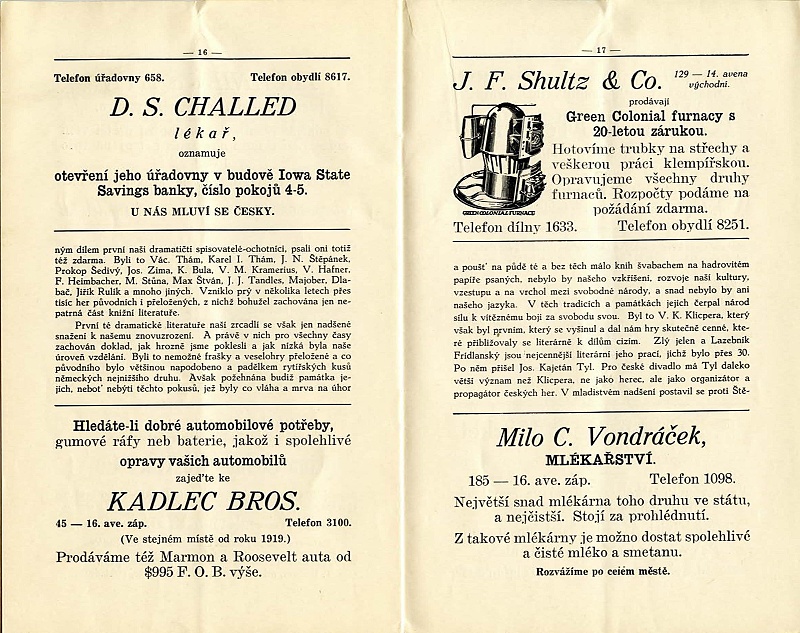 — 16 —
Telefon úřadovny 658. Telefon obydlí 8617.
D. S. CHALLED
lékař,
oznamuje
otevření jeho úřadovny v budově Iowa State
Savings banky, číslo pokojů 4-5.
U NÁS MLUVÍ SE ČESKY.
ným dílem první naši dramatičtí spisovatelé-ochotníci, psali oni totiž
též zdarma. Byli to Vác. Thám, Karel I. Thám, J. N. Štěpánek,
Prokop Šedivý, Jos. Zíma, K. Bula, V. M. Kramerius, V. Hafner,
F. Heimbacher, M. Stůna, Max Štván, J. J. Tandles, Majober, Dla-
bač, Jiřík Rulík a mnoho jiných. Vzniklo prý v několika letech přes
tisíc her původních i přeložených, z nichž bohužel zachována jen ne-
patrná část knižní literatuře.
První té dramatické literatuře naší zrcadlí se však jen nadšené
snažení k našemu znovuzrození. A právě v nich pro všechny časy
zachován doklad, jak hrozně jsme poklesli a jak nízká byla naše
úroveň vzdělání. Byli to nemožné frašky a veselohry přeložené a co
původního bylo většinou napodobeno a padělkem rytířských kusů
německých nejnižšího druhu. Avšak požehnána budiž památka je-
jich, neboť nebýti těchto pokusů, jež byly co vláha a mrva na úhor
Hledáte-li dobré automobilové potřeby,
gumové ráfy neb baterie, jakož i spolehlivé
opravy vašich automobilů
zajeďte ke
KADLEC BROS.
45 — 16. ave. záp. Telefon 3100.
(Ve stejném místě od roku 1919.)
Prodáváme též Marmon a Roosevelt auta od
$995 F. O. B. výše.
— 17 —
J. F. Shultz & Co. 129 — 14. avena
východní.
prodávají
Green Colonial furnacy s
20-letou zárukou.
Hotovíme trubky na střechy a
veškerou práci klempířskou.
Opravujeme všechny druhy
furnaců. Rozpočty podáme na
požádání zdarma.
GREEN COLONIAL FURNACE
Telefon dílny 1633. Telefon obydlí 8251.
a poušť na půdě té a bez těch málo knih švabachem na hadrovitém
papíře psaných, nebylo by našeho vzkříšení, rozvoje naší kultury,
vzestupu a na vrchol mezi svobodné národy, a snad nebylo by ani
našeho jazyka. V těch tradicích a památkách jejich čerpal národ
sílu k vítěznému boji za svobodu svou. Byl to V. K. Klicpera, který
však byl prvním, který se vyšinul a dal nám hry skutečně cenné, kte-
ré přibližovaly se literárně k dílům cizím. Zlý jelen a Lazebník
Fridlanský jsou nejcennější literární jeho prací, jichž bylo přes 30.
Po něm přišel Jos. Kajetán Tyl. Pro české divadlo má Tyl daleko
větší význam než Klicpera, ne jako herec, ale jako organizátor a
propagátor českých her. V mladistvém nadšení postavil se proti Ště-
Milo C. Vondráček,
MLÉKAŘSTVÍ.
185 — 16. ave. záp. Telefon 1098.
Největší snad mlékárna toho druhu ve státu,
a nejčistší. Stojí za prohlédnutí.
Z takové mlékárny je možno dostat spolehlivé
a čisté mléko a smetanu.
Rozvážíme po celém městě.